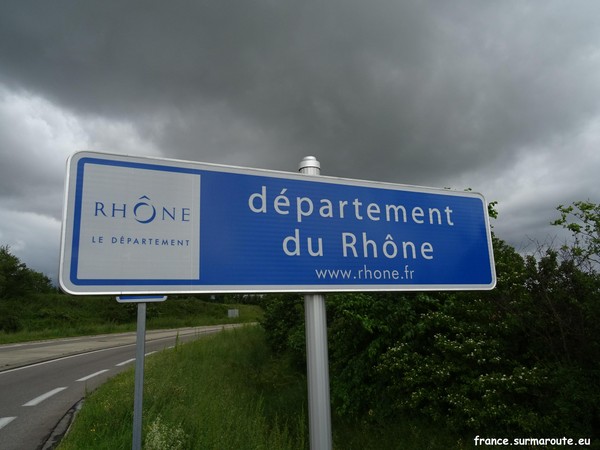 RHÔNE
LE DÉPARTEMENT
département
du Rhône
www.rhone.fr
france.surmaroute.eu